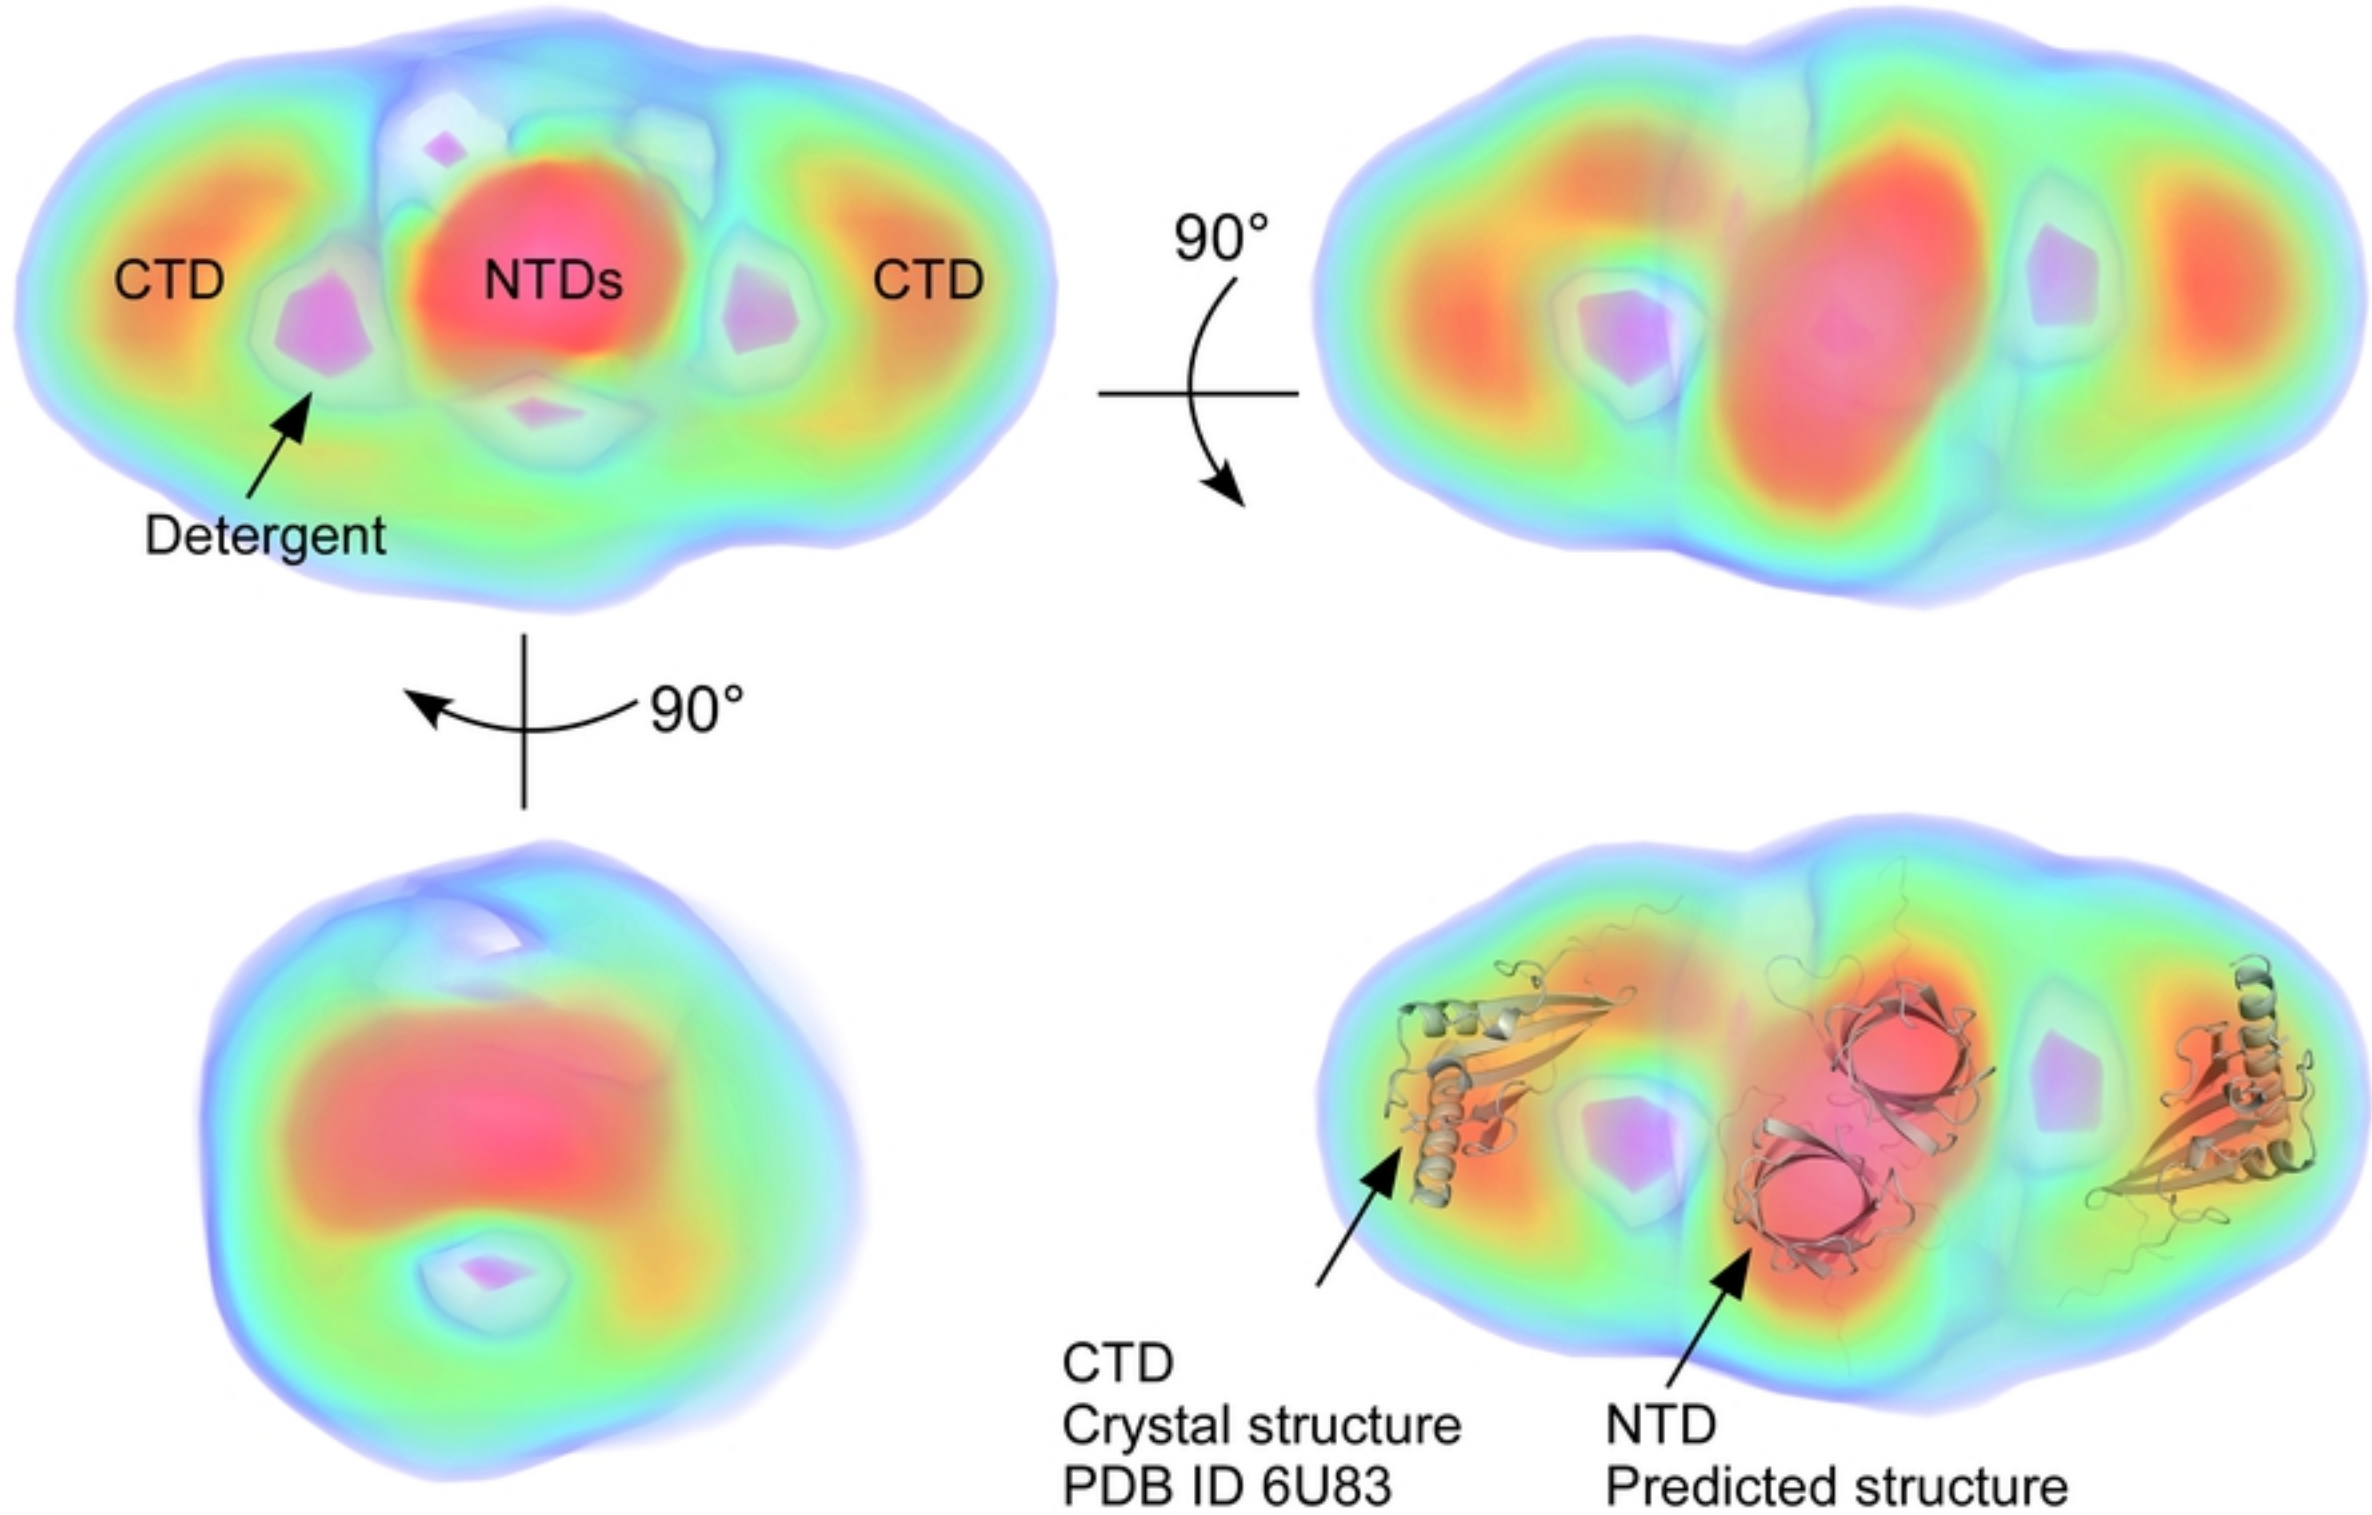 CTD
NTDs
CTD
Detergent
90°
90°
CTD
Crystal structure
PDB ID 6U83
NTD
Predicted structure